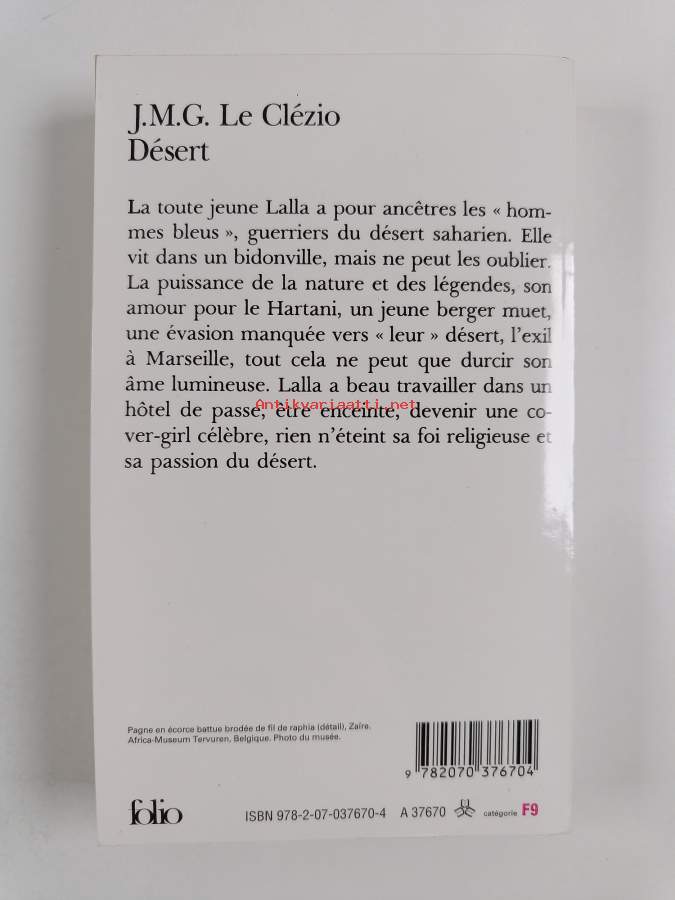 J.M.G. Le Clézio
Désert
La toute jeune Lalla a pour ancêtres les « hom-
mes bleus », guerriers du désert saharien. Elle
vit dans un bidonville, mais ne peut les oublier.
La puissance de la nature et des légendes, son
amour pour le Hartani, un jeune berger muet,
une évasion manquée vers « leur » désert, l’exil
à Marseille, tout cela ne peut que durcir son
âme lumineuse. Lalla a beau travailler dans un
hôtel de passe, être enceinte, devenir une co-
ver-girl célèbre, rien n’éteint sa foi religieuse et
sa passion du désert.
Antikvariaatti.net
Pagne en écorce battue brodée de fil de raphia (détail), Zaïre.
Africa-Museum Tervuren, Belgique. Photo du musée.
9 782070 376704
folio
ISBN 978-2-07-037670-4 A 37670 catégorie F9